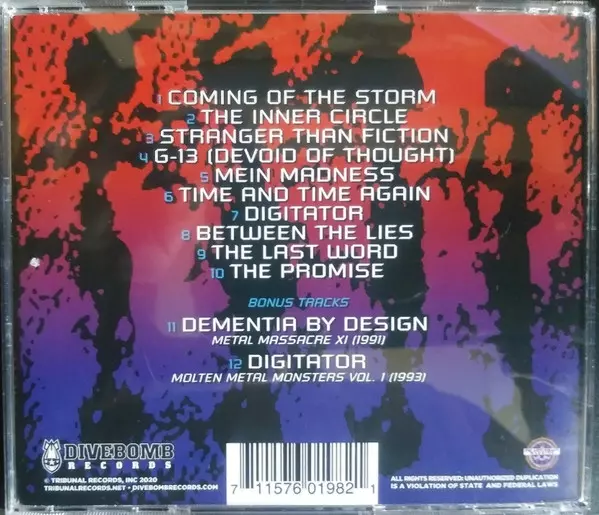 1 COMING OF THE STORM
2 THE INNER CIRCLE
3 STRANGER THAN FICTION
4 G-13 (DEVOID OF THOUGHT)
5 MEIN MADNESS
6 TIME AND TIME AGAIN
7 DIGITATOR
8 BETWEEN THE LIES
9 THE LAST WORD
10 THE PROMISE
BONUS TRACKS
11 DEMENTIA BY DESIGN
METAL MASSACRE XI (1991)
12 DIGITATOR
MOLTEN METAL MONSTERS VOL. 1 (1993)
DIVEBOMB
RECORDS
© TRIBUNAL RECORDS, INC 2020
TRIBUNALRECORDS.NET • DIVEBOMBRECORDS.COM
7 11576 01982 1
ALL RIGHTS RESERVED: UNAUTHORIZED DUPLICATION
IS A VIOLATION OF STATE AND FEDERAL LAWS